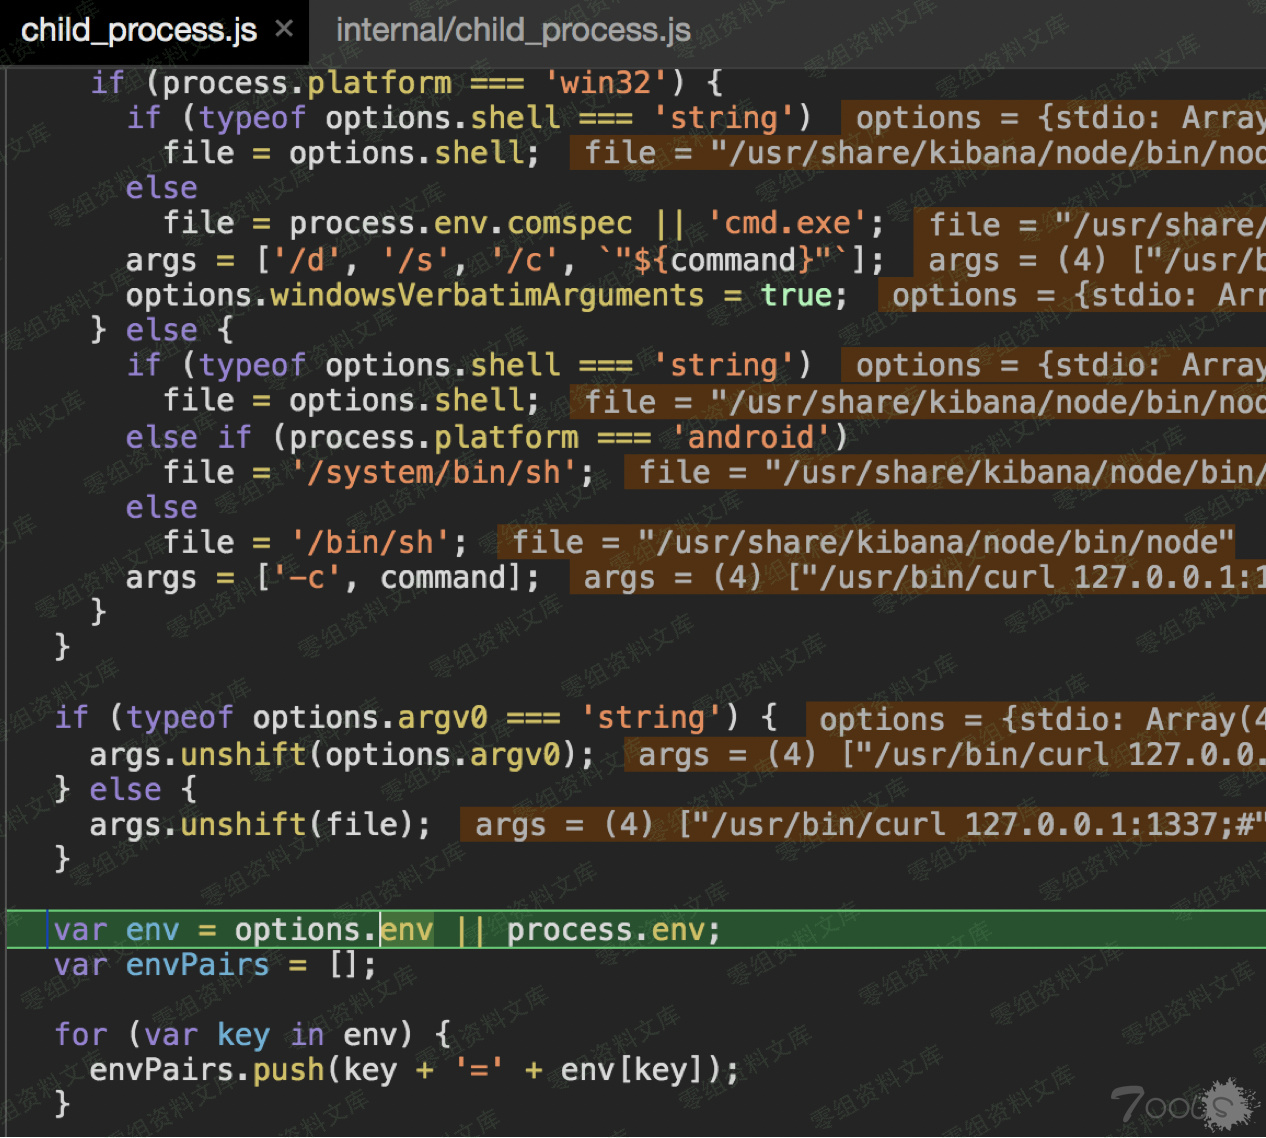 child_process.js × internal/child_process.js
if (process.platform === 'win32') {
if (typeof options.shell === 'string') options = {stdio: Array
file = options.shell; file = "/usr/share/kibana/node/bin/nod
else
file = process.env.comspec || 'cmd.exe'; file = "/usr/share/
args = ['/d', '/s', '/c', `"${command}"`]; args = (4) ["/usr/b
options.windowsVerbatimArguments = true; options = {stdio: Arr
} else {
if (typeof options.shell === 'string') options = {stdio: Array
file = options.shell; file = "/usr/share/kibana/node/bin/nod
else if (process.platform === 'android')
file = '/system/bin/sh'; file = "/usr/share/kibana/node/bin/
else
file = '/bin/sh'; file = "/usr/share/kibana/node/bin/node"
args = ['-c', command]; args = (4) ["/usr/bin/curl 127.0.0.1:1
}
}
if (typeof options.argv0 === 'string') { options = {stdio: Array(4
args.unshift(options.argv0); args = (4) ["/usr/bin/curl 127.0.0.
} else {
args.unshift(file); args = (4) ["/usr/bin/curl 127.0.0.1:1337;#"
}
var env = options.env || process.env;
var envPairs = [];
for (var key in env) {
envPairs.push(key + '=' + env[key]);
}
零组资料文库
7ools